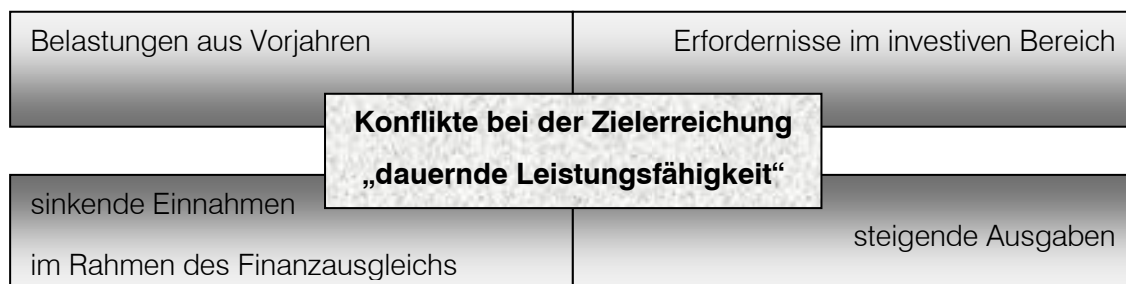 Belastungen aus Vorjahren
Erfordernisse im investiven Bereich
Konflikte bei der Zielerreichung
„dauernde Leistungsfähigkeit“
sinkende Einnahmen
im Rahmen des Finanzausgleichs
steigende Ausgaben